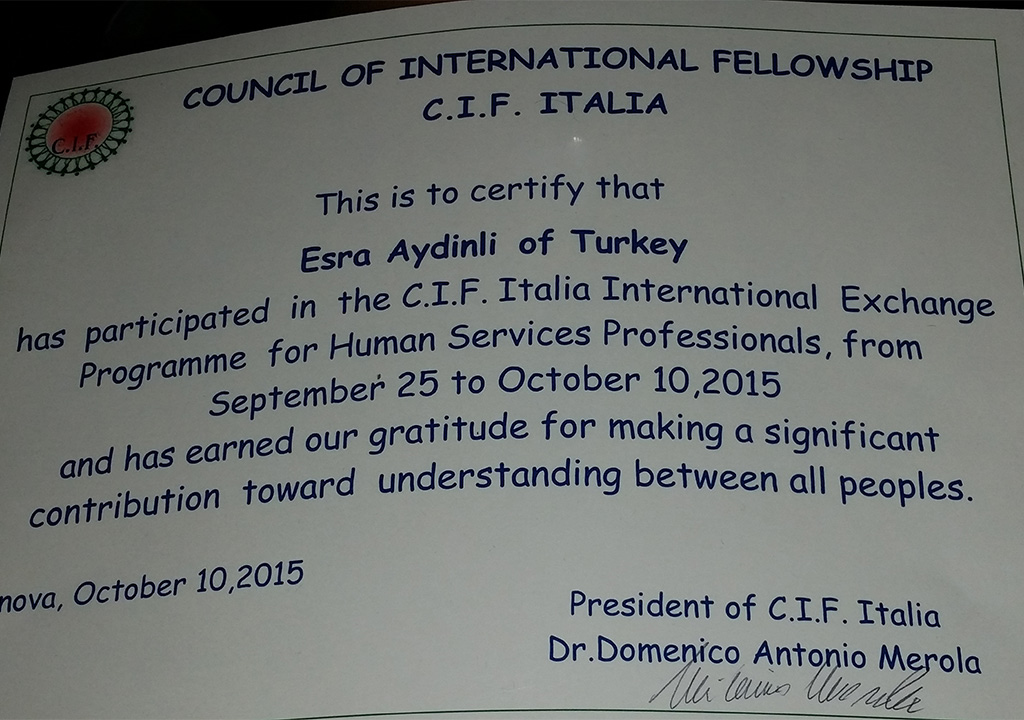 COUNCIL OF INTERNATIONAL FELLOWSHIP
C.I.F. ITALIA
C.I.F.
This is to certify that
Esra Aydinli of Turkey
has participated in the C.I.F. Italia International Exchange
Programme for Human Services Professionals, from
September 25 to October 10,2015
and has earned our gratitude for making a significant
contribution toward understanding between all peoples.
nova, October 10,2015
President of C.I.F. Italia
Dr.Domenico Antonio Merola